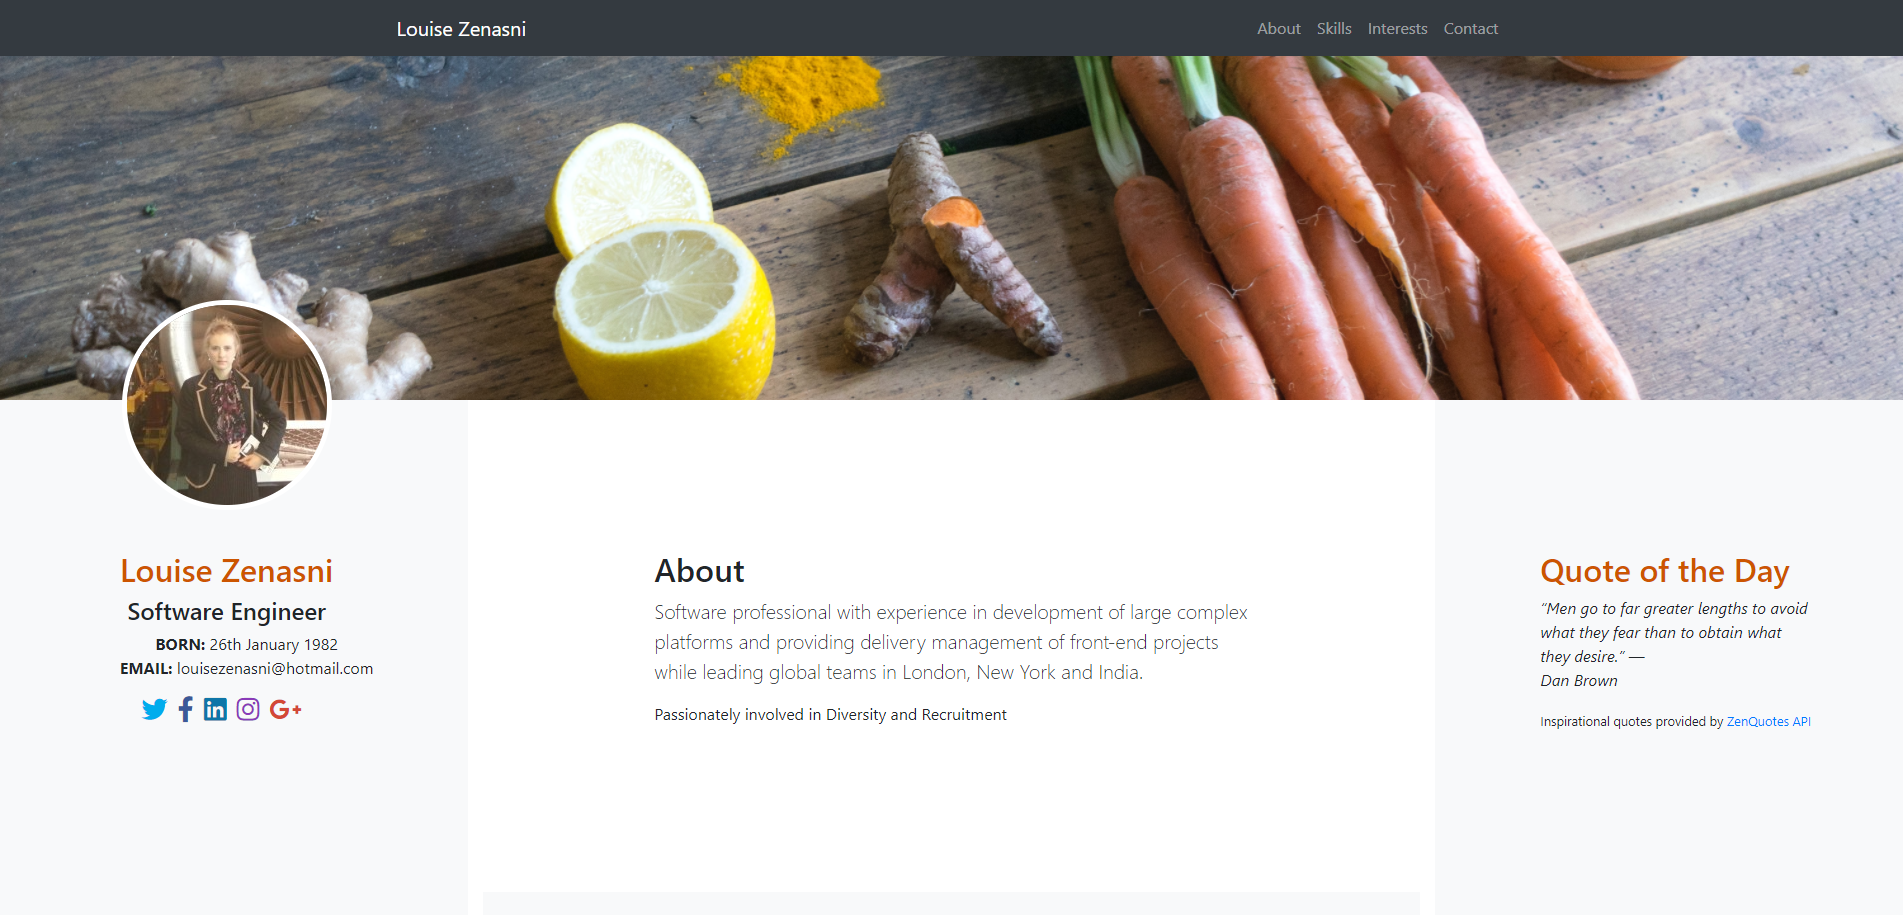 Louise Zenasni
About Skills Interests Contact
Louise Zenasni
Software Engineer
BORN: 26th January 1982
EMAIL: louisezenasni@hotmail.com
G+
About
Software professional with experience in development of large complex
platforms and providing delivery management of front-end projects
while leading global teams in London, New York and India.
Passionately involved in Diversity and Recruitment
Quote of the Day
“Men go to far greater lengths to avoid
what they fear than to obtain what
they desire.” —
Dan Brown
Inspirational quotes provided by ZenQuotes API